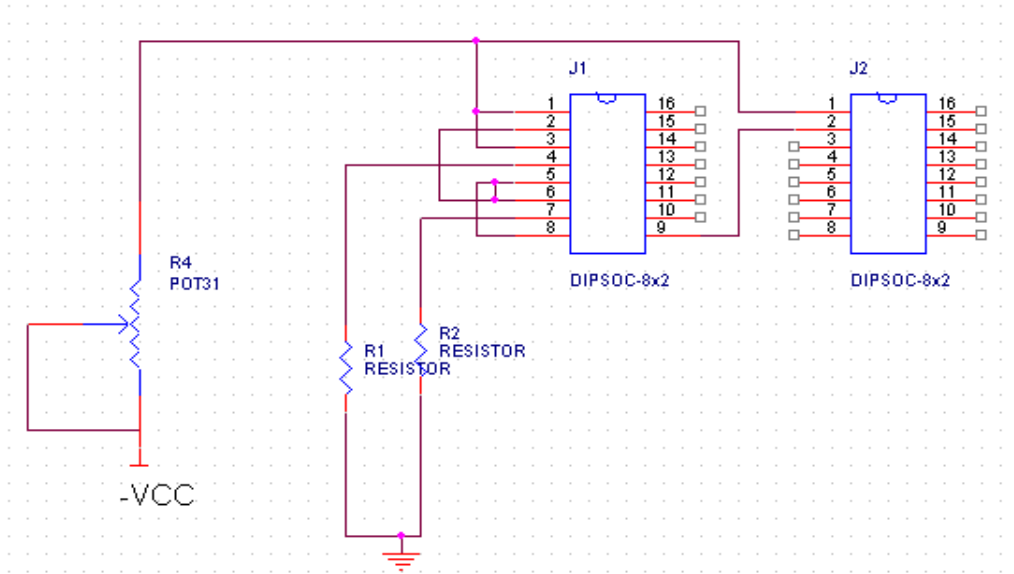 J1
J2
1 16
2 15
3 14
4 13
5 12
6 11
7 10
8 9
1 16
2 15
3 14
4 13
5 12
6 11
7 10
8 9
DIPSOC-8x2
DIPSOC-8x2
R4
POT31
R2
RESISTOR
R1
RESISTOR
-VCC